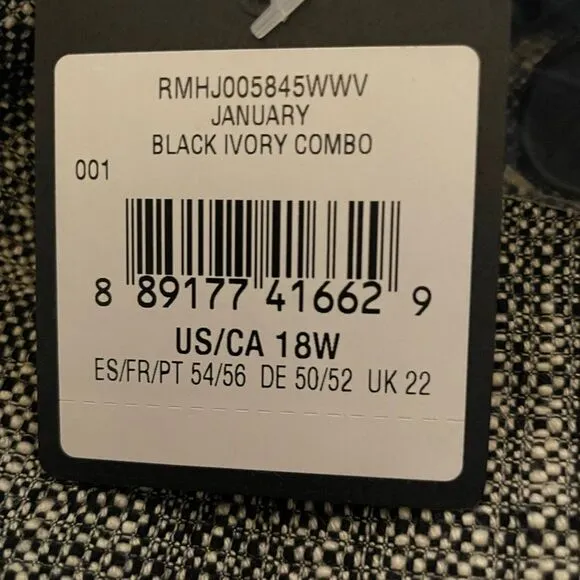 RMHJ005845WWV
JANUARY
BLACK IVORY COMBO
001
8 89177 41662 9
US/CA 18W
ES/FR/PT 54/56 DE 50/52 UK 22